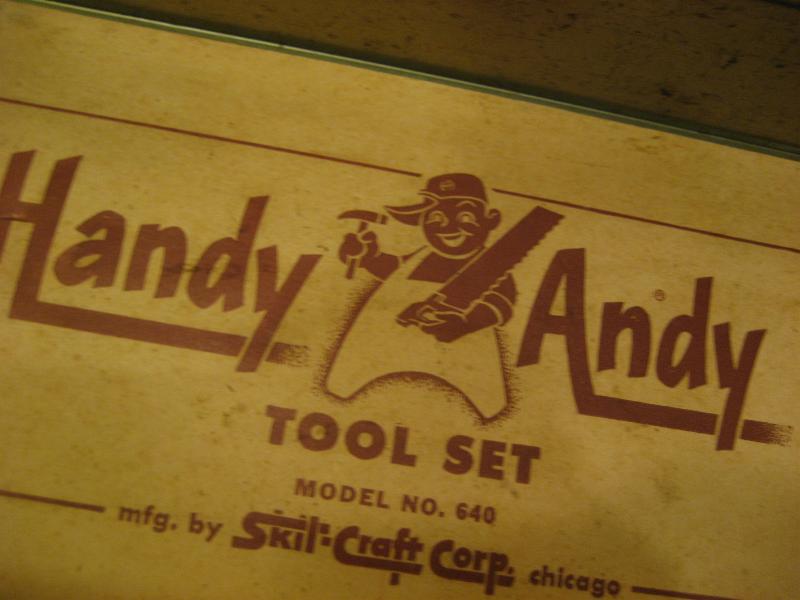 Handy Andy®
TOOL SET
MODEL NO. 640
mfg. by Skil-Craft Corp. chicago